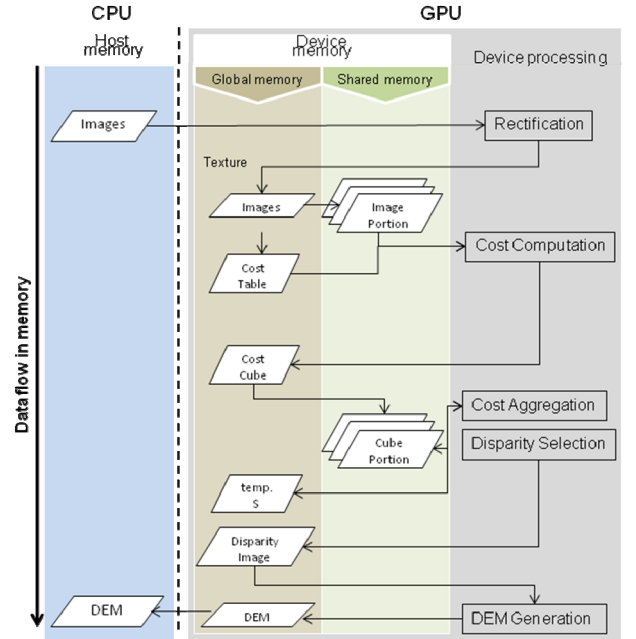 CPU
GPU
Host
memory
Device
memory
Device processing
Global memory
Shared memory
Images
Rectification
Texture
Images
Image
Portion
Cost Computation
Cost
Table
Data flow in memory
Cost
Cube
Cost Aggregation
Cube
Portion
Disparity Selection
temp.
S
Disparity
Image
DEM
DEM
DEM Generation